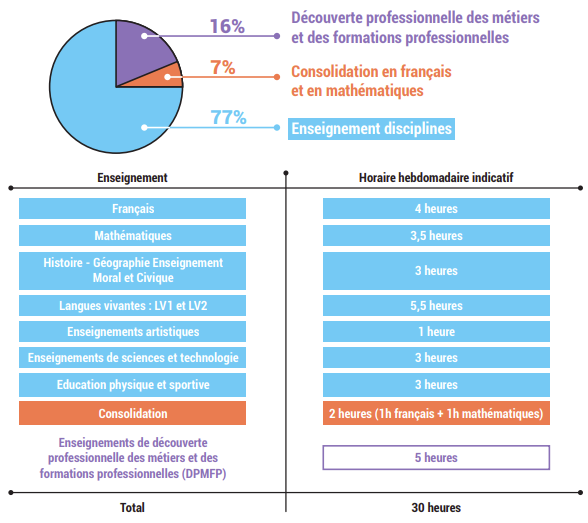 16%
Découverte professionnelle des métiers
et des formations professionnelles
7%
Consolidation en français
et en mathématiques
77%
Enseignement disciplines
Enseignement
Horaire hebdomadaire indicatif
Français
4 heures
Mathématiques
3,5 heures
Histoire - Géographie Enseignement
Moral et Civique
3 heures
Langues vivantes : LV1 et LV2
5,5 heures
Enseignements artistiques
1 heure
Enseignements de sciences et technologie
3 heures
Education physique et sportive
3 heures
Consolidation
2 heures (1h français + 1h mathématiques)
Enseignements de découverte
professionnelle des métiers et des
formations professionnelles (DPMFP)
5 heures
Total
30 heures